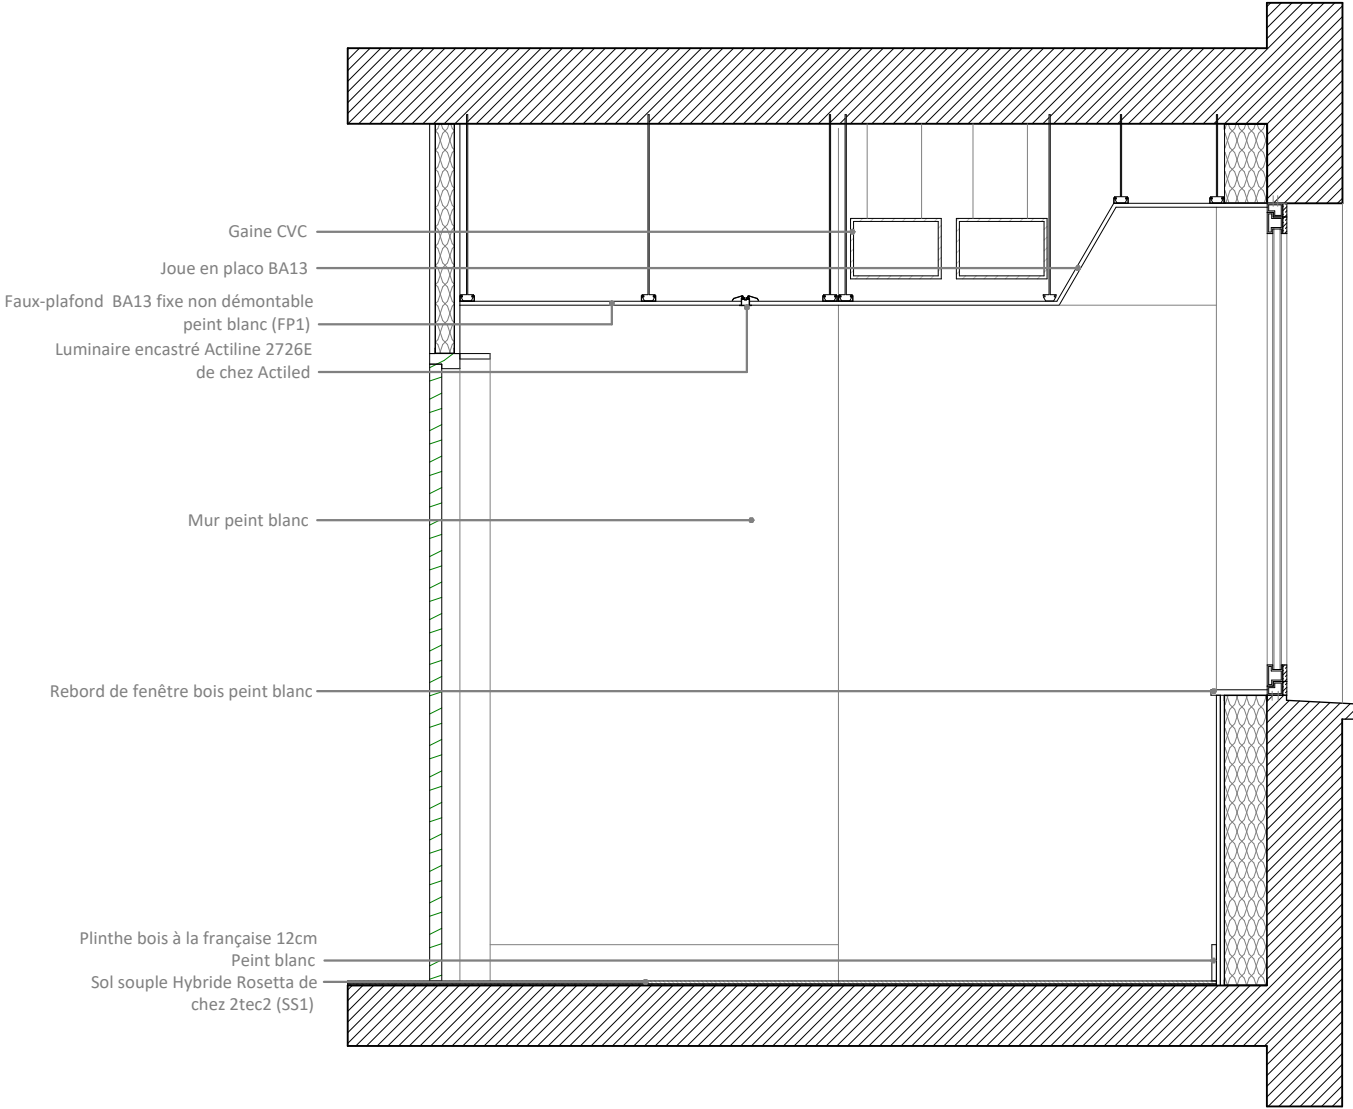 Gaine CVC
Joue en placo BA13
Faux-plafond  BA13 fixe non démontable
peint blanc (FP1)
Luminaire encastré Actiline 2726E
de chez Actiled
Mur peint blanc
Rebord de fenêtre bois peint blanc
Plinthe bois à la française 12cm
Peint blanc
Sol souple Hybride Rosetta de
chez 2tec2 (SS1)